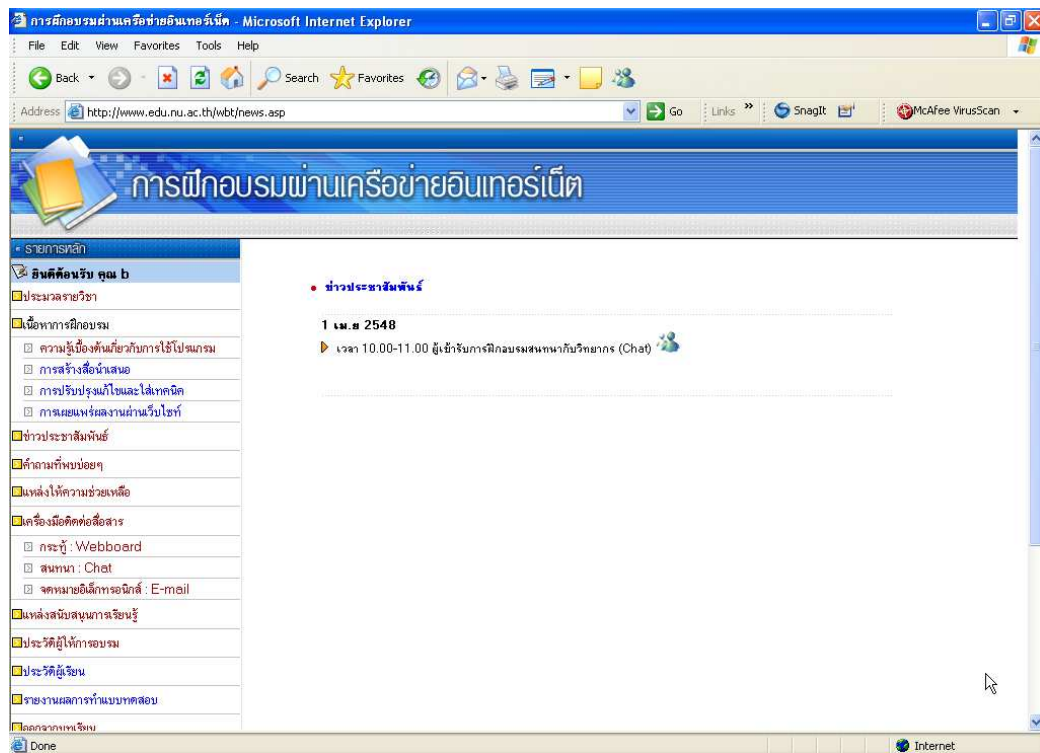 การฝึกอบรมผ่านเครือข่ายอินเทอร์เน็ต - Microsoft Internet Explorer
File Edit View Favorites Tools Help
Back Search Favorites
Address http://www.edu.nu.ac.th/wbt/news.asp Go Links » SnagIt McAfee VirusScan
การฝึกอบรมผ่านเครือข่ายอินเทอร์เน็ต
รายการหลัก
ยินดีต้อนรับ คุณ b
ประมวลรายวิชา
เนื้อหาการฝึกอบรม
ความรู้เบื้องต้นเกี่ยวกับการใช้โปรแกรม
การสร้างสื่อนำเสนอ
การปรับปรุงแก้ไขและใส่เทคนิค
การเผยแพร่ผลงานผ่านเว็บไซท์
ข่าวประชาสัมพันธ์
คำถามที่พบบ่อยๆ
แหล่งให้ความช่วยเหลือ
เครื่องมือติดต่อสื่อสาร
กระทู้ : Webboard
สนทนา : Chat
จดหมายอิเล็กทรอนิกส์ : E-mail
แหล่งสนับสนุนการเรียนรู้
ประวัติผู้ให้การอบรม
ประวัติผู้เรียน
รายงานผลการทำแบบทดสอบ
ออกจากบทเรียน
ข่าวประชาสัมพันธ์
1 เม.ย 2548
เวลา 10.00-11.00 ผู้เข้ารับการฝึกอบรมสนทนากับวิทยากร (Chat)
Done Internet